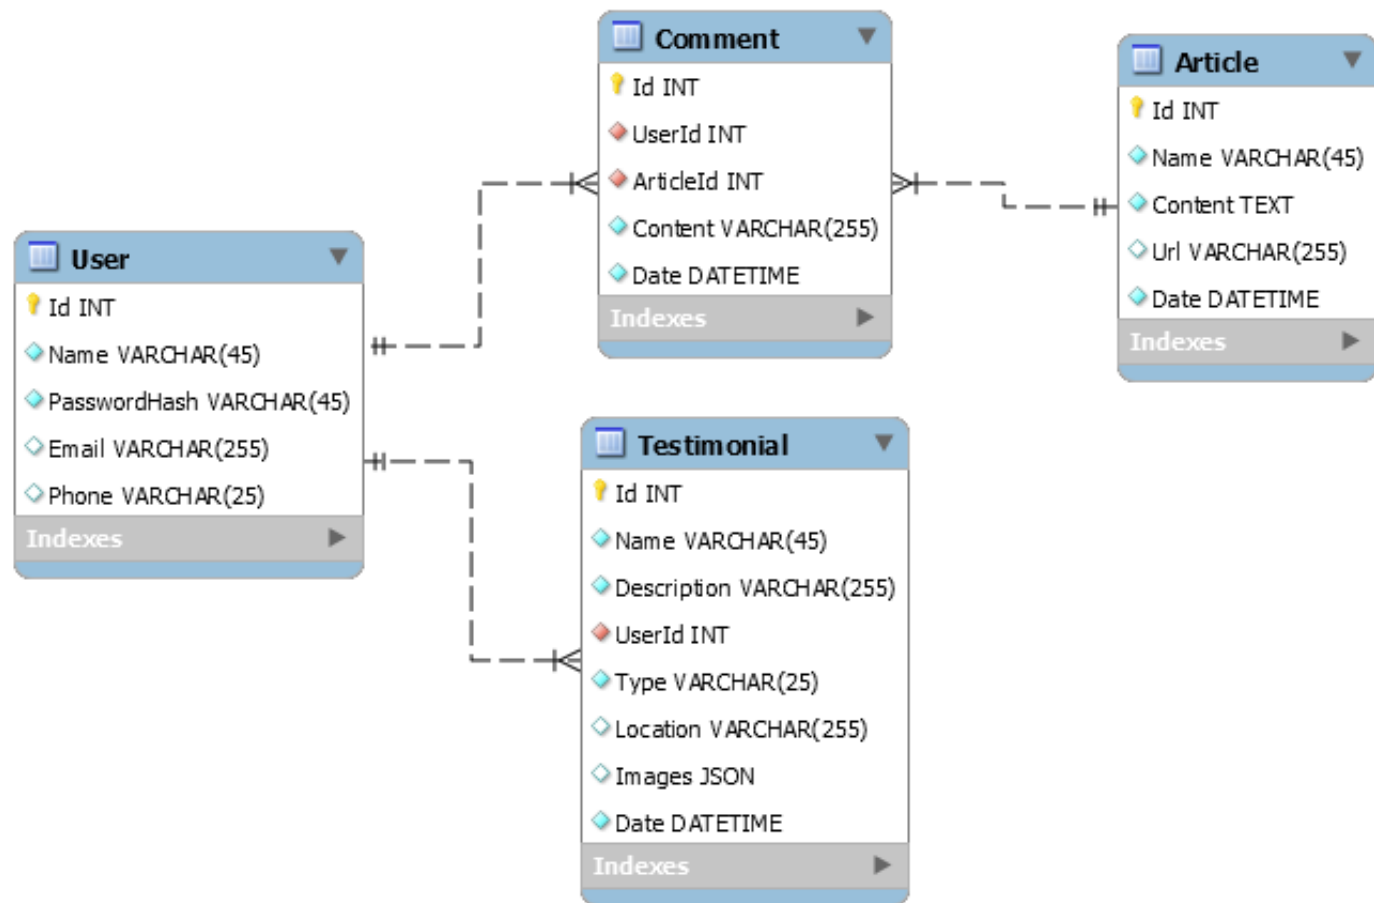 Comment
Id INT
UserId INT
ArticleId INT
Content VARCHAR(255)
Date DATETIME
Indexes
Article
Id INT
Name VARCHAR(45)
Content TEXT
Url VARCHAR(255)
Date DATETIME
Indexes
User
Id INT
Name VARCHAR(45)
PasswordHash VARCHAR(45)
Email VARCHAR(255)
Phone VARCHAR(25)
Indexes
Testimonial
Id INT
Name VARCHAR(45)
Description VARCHAR(255)
UserId INT
Type VARCHAR(25)
Location VARCHAR(255)
Images JSON
Date DATETIME
Indexes